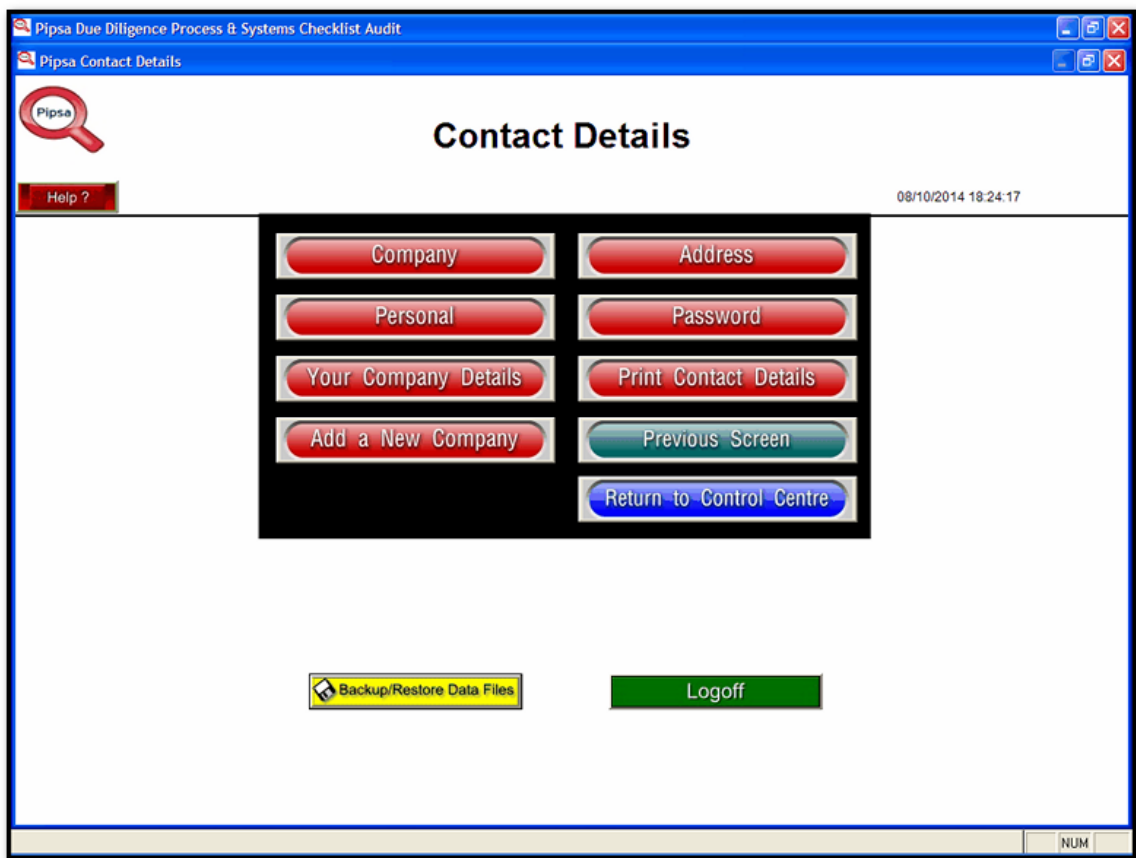 Pipsa Due Diligence Process & Systems Checklist Audit
Pipsa Contact Details
Pipsa
Contact Details
Help ?
08/10/2014 18:24:17
Company
Address
Personal
Password
Your Company Details
Print Contact Details
Add a New Company
Previous Screen
Return to Control Centre
Backup/Restore Data Files
Logoff
NUM